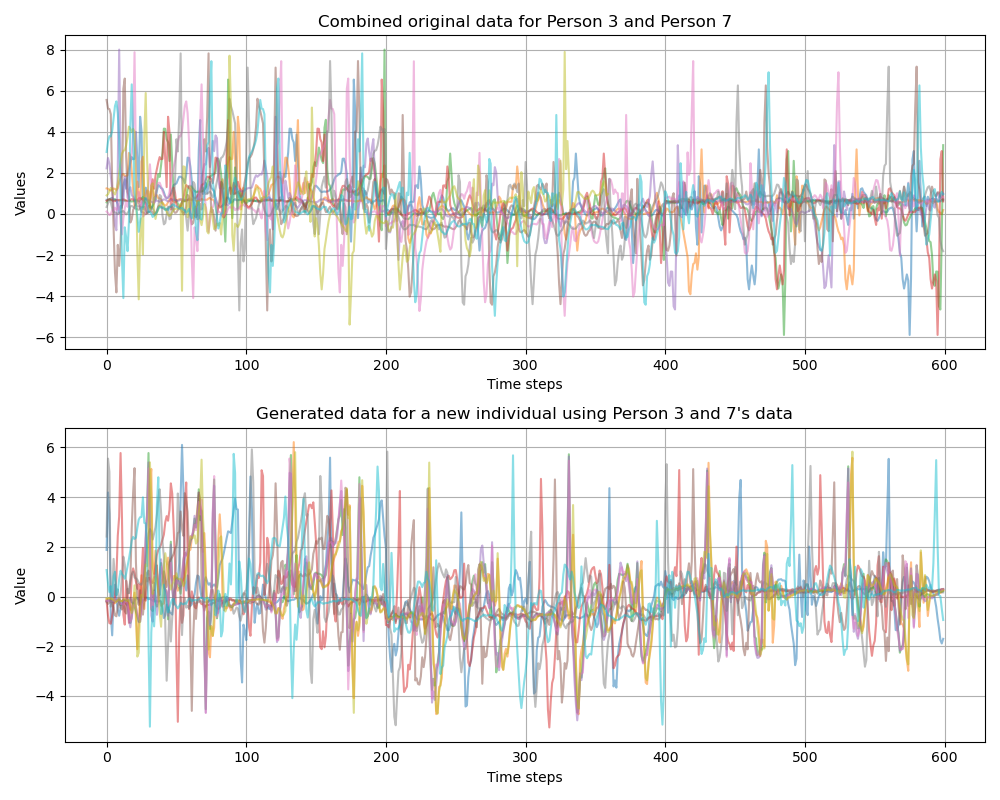 Combined original data for Person 3 and Person 7
8
6
4
2
0
−2
−4
−6
Values
0 100 200 300 400 500 600
Time steps
Generated data for a new individual using Person 3 and 7's data
6
4
2
0
−2
−4
Value
0 100 200 300 400 500 600
Time steps